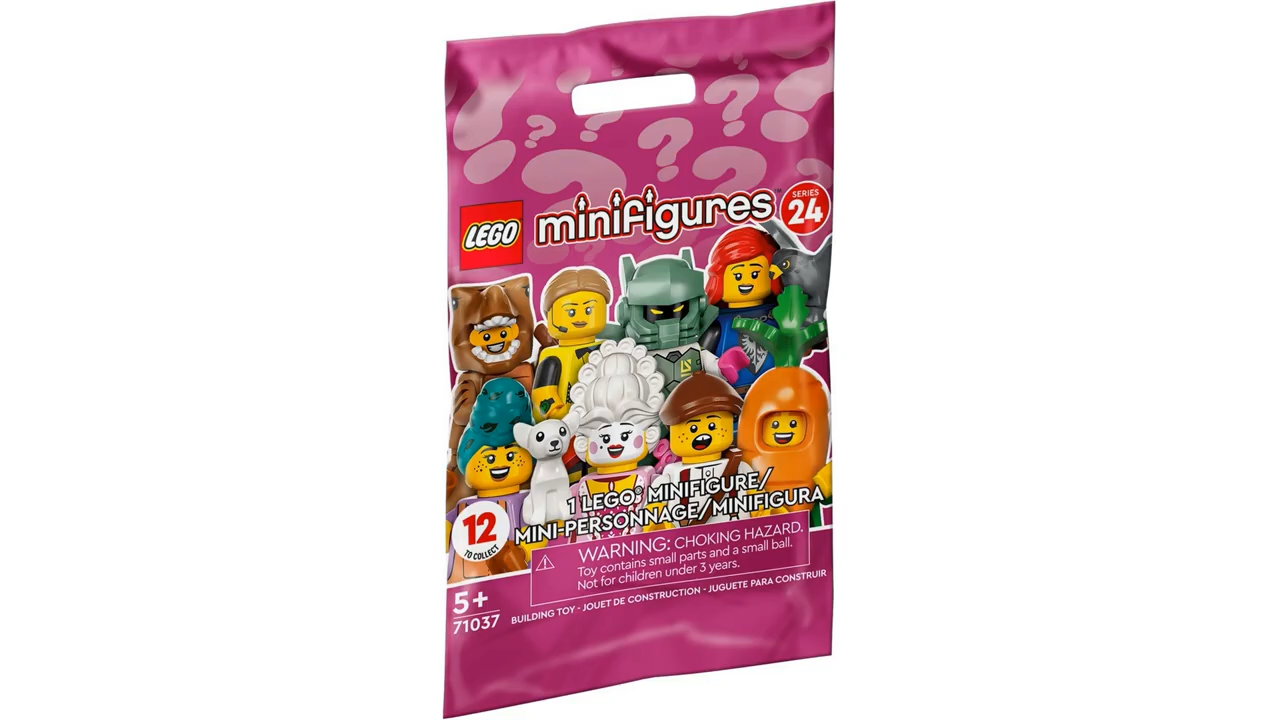 LEGO
minifigures™
SERIES
24
1 LEGO® MINIFIGURE/
MINI-PERSONNAGE/MINIFIGURA
12
TO COLLECT
WARNING: CHOKING HAZARD.
Toy contains small parts and a small ball.
Not for children under 3 years.
5+
71037
BUILDING TOY - JOUET DE CONSTRUCTION - JUGUETE PARA CONSTRUIR